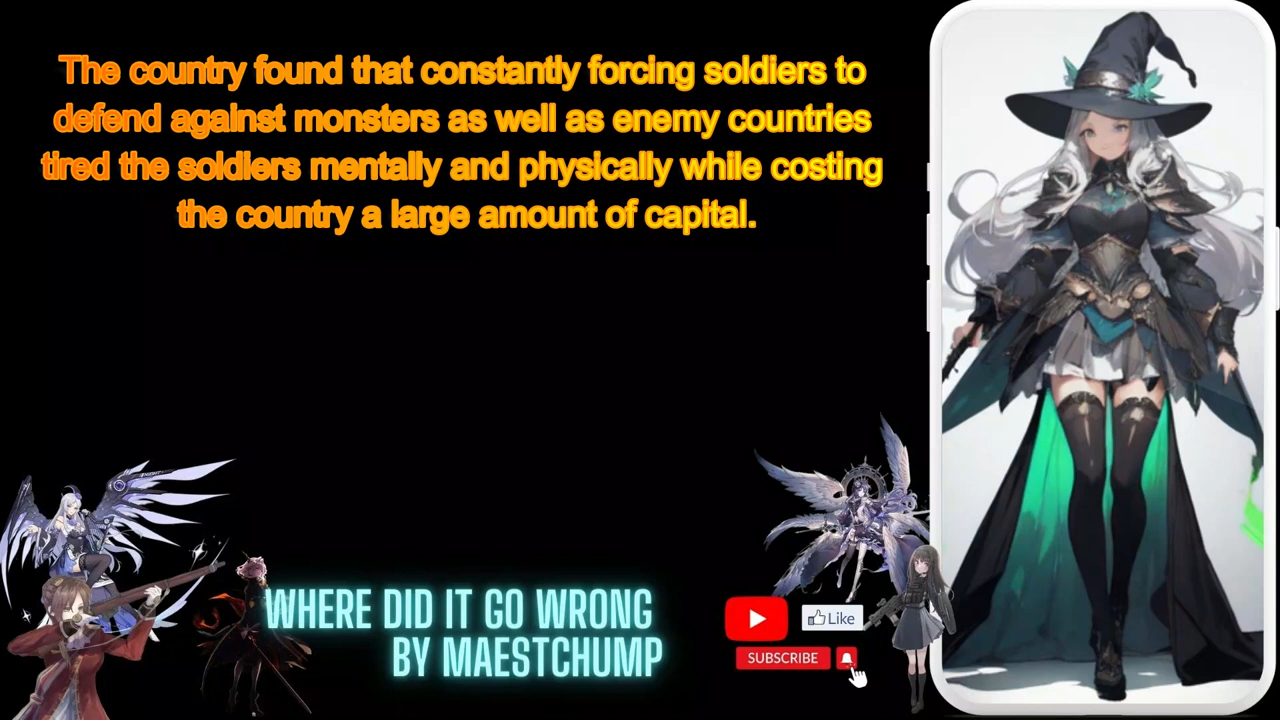 The country found that constantly forcing soldiers to
defend against monsters as well as enemy countries
tired the soldiers mentally and physically while costing
the country a large amount of capital.
WHERE DID IT GO WRONG
BY MAESTCHUMP
Like
SUBSCRIBE